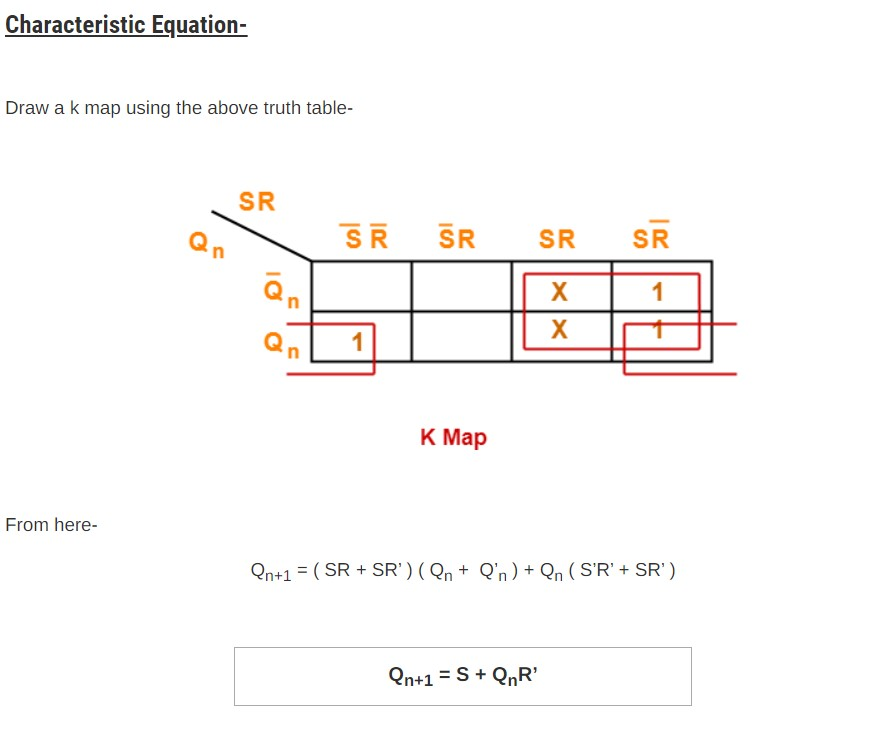 Characteristic Equation-
Draw a k map using the above truth table-
SR
Qn
S̅ R̅ S̅R SR SR̅
Q̅n X 1
Qn 1 X 1
K Map
From here-
Qn+1 = ( SR + SR’ ) ( Qn + Q’n ) + Qn ( S’R’ + SR’ )
Qn+1 = S + QnR’